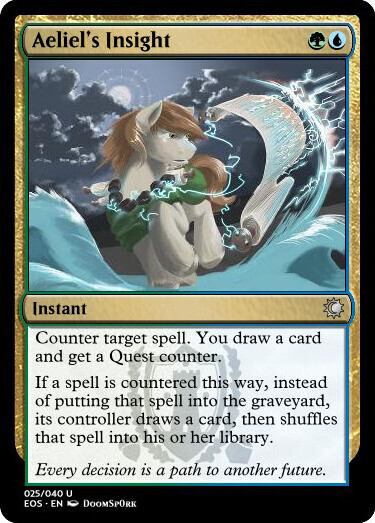 Aeliel's Insight
Instant
Counter target spell. You draw a card
and get a Quest counter.
If a spell is countered this way, instead
of putting that spell into the graveyard,
its controller draws a card, then shuffles
that spell into his or her library.
Every decision is a path to another future.
025/040 U
EOS • EN DoomSp0rk